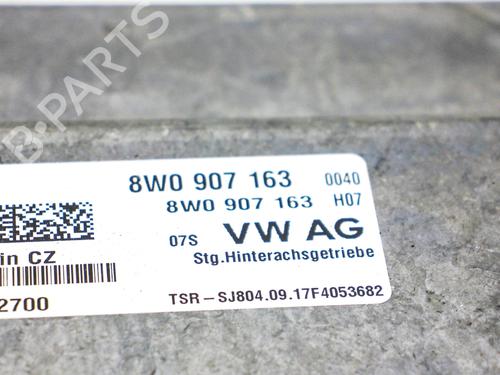 B-PARTS
B-PARTS
8W0 907 163 0040
8W0 907 163 H07
07S VW AG
in CZ
Stg.Hinterachsgetriebe
2700
TSR-SJ804.09.17F4053682